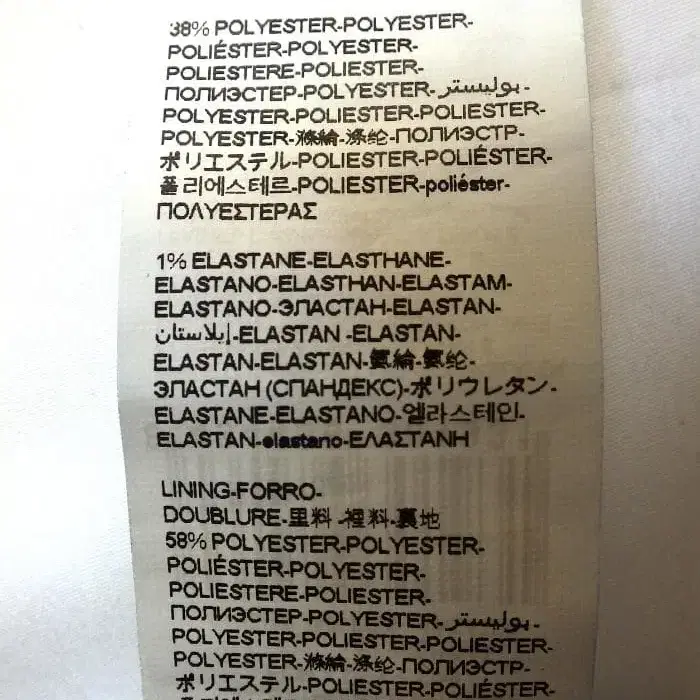 38% POLYESTER-POLYESTER-
POLIÉSTER-POLYESTER-
POLIESTERE-POLIESTER-
ПОЛИЭСТЕР-POLYESTER-بوليستر-
POLYESTER-POLIESTER-POLIESTER-
POLYESTER-滌綸-涤纶-ПОЛИЭСТР-
ポリエステル-POLIESTER-POLIÉSTER-
폴리에스테르-POLIESTER-poliéster-
ΠΟΛΥΕΣΤΕΡΑΣ
1% ELASTANE-ELASTHANE-
ELASTANO-ELASTHAN-ELASTAM-
ELASTANO-ЭЛАСТАН-ELASTAN-
إيلاستان-ELASTAN -ELASTAN-
ELASTAN-ELASTAN-氨綸-氨纶-
ЭЛАСТАН (СПАНДЕКС)-ポリウレタン-
ELASTANE-ELASTANO-엘라스테인-
ELASTAN-elastano-ΕΛΑΣΤΑΝΗ
LINING-FORRO-
DOUBLURE-里料-裡料-裏地
58% POLYESTER-POLYESTER-
POLIÉSTER-POLYESTER-
POLIESTERE-POLIESTER-
ПОЛИЭСТЕР-POLYESTER-بوليستر-
POLYESTER-POLIESTER-POLIESTER-
POLYESTER-滌綸-涤纶-ПОЛИЭСТР-
ポリエステル-POLIESTER-POLIÉSTER-